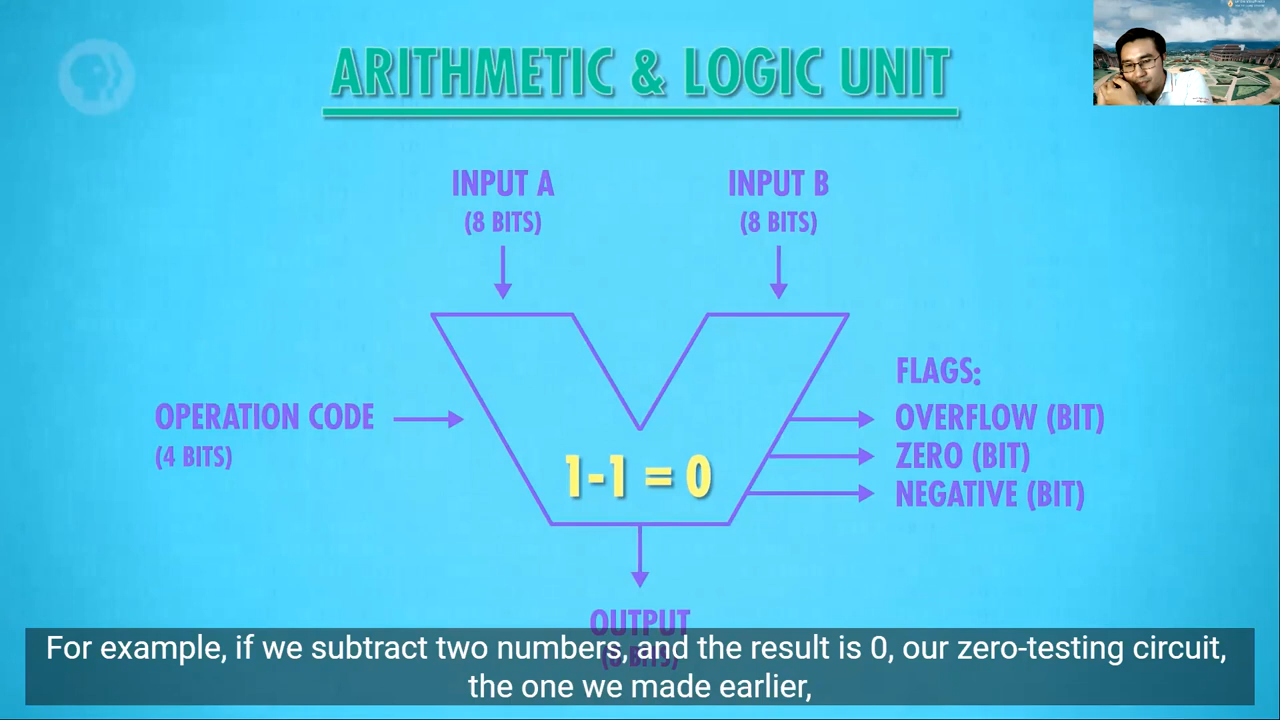 ARITHMETIC & LOGIC UNIT
INPUT A
(8 BITS)
INPUT B
(8 BITS)
FLAGS:
OPERATION CODE
(4 BITS)
OVERFLOW (BIT)
ZERO (BIT)
NEGATIVE (BIT)
1-1 = 0
OUTPUT
(8 BITS)
For example, if we subtract two numbers, and the result is 0, our zero-testing circuit,
the one we made earlier,